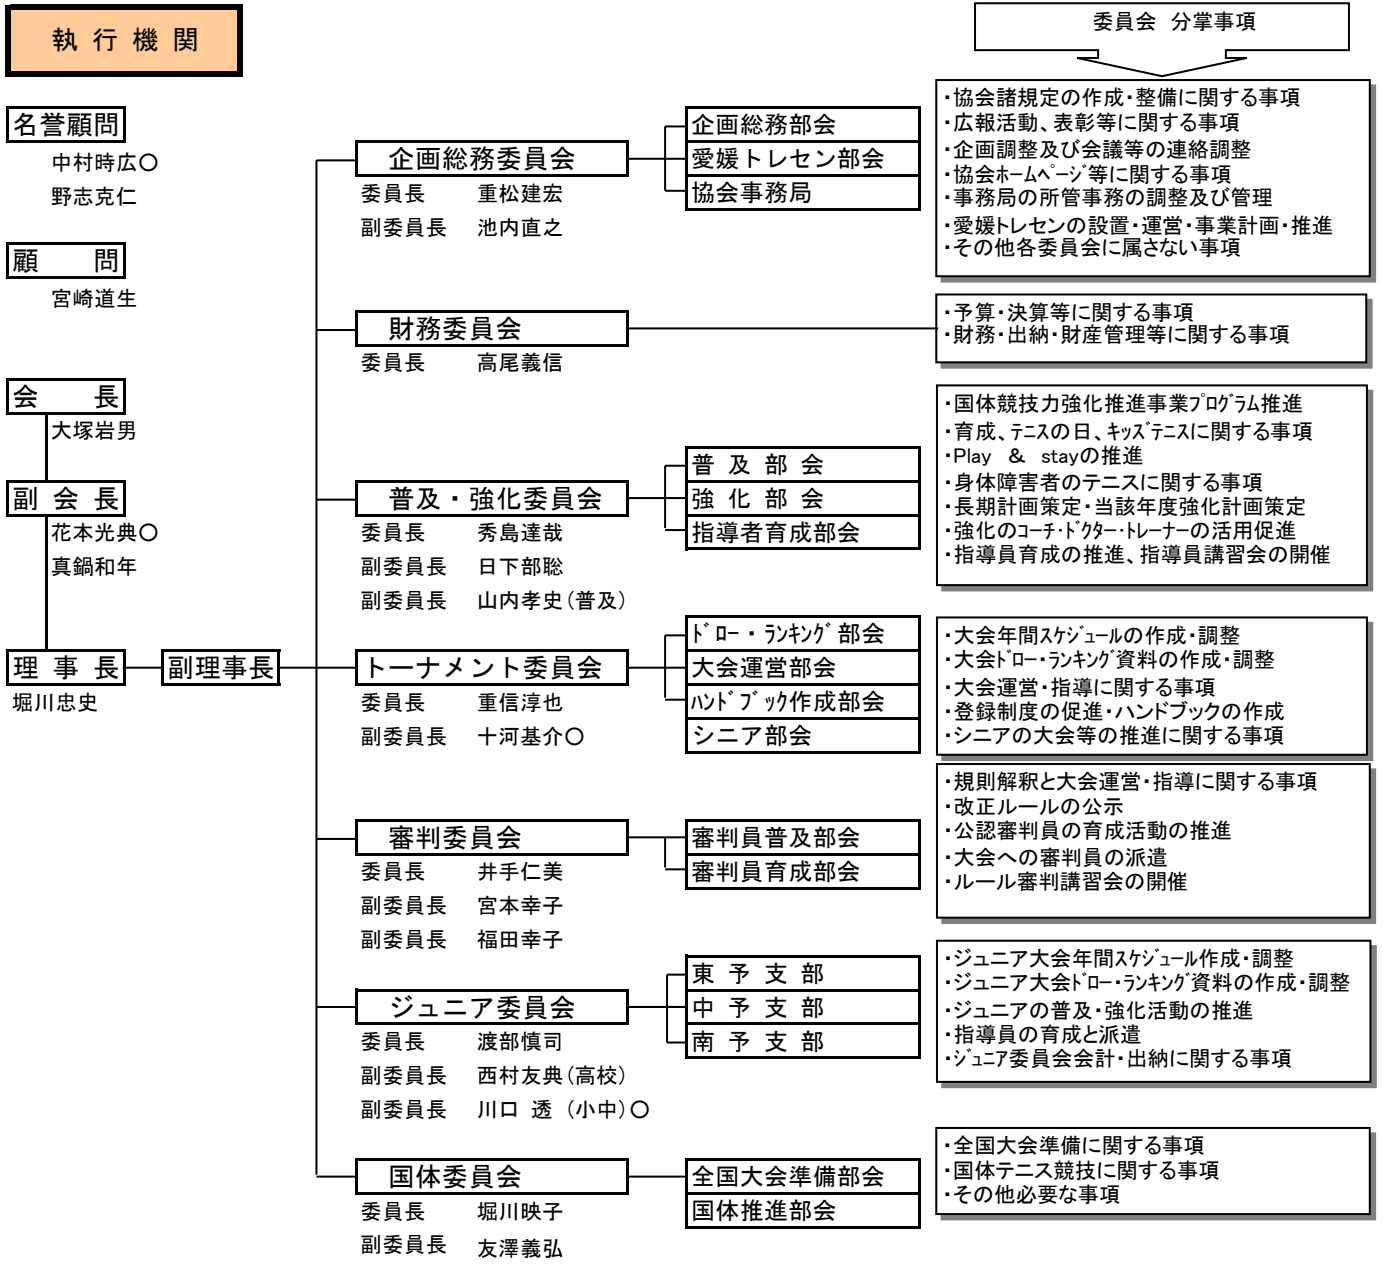 執 行 機 関
委員会 分掌事項
名誉顧問
中村時広〇
野志克仁
顧 問
宮崎道生
会 長
大塚岩男
副 会 長
花本光典〇
真鍋和年
理 事 長
堀川忠史
副理事長
企画総務委員会
委員長 重松建宏
副委員長 池内直之
企画総務部会
愛媛トレセン部会
協会事務局
・協会諸規定の作成・整備に関する事項
・広報活動、表彰等に関する事項
・企画調整及び会議等の連絡調整
・協会ホームページ等に関する事項
・事務局の所管事務の調整及び管理
・愛媛トレセンの設置・運営・事業計画・推進
・その他各委員会に属さない事項
財務委員会
委員長 高尾義信
・予算・決算等に関する事項
・財務・出納・財産管理等に関する事項
普及・強化委員会
委員長 秀島達哉
副委員長 日下部聡
副委員長 山内孝史(普及)
普 及 部 会
強 化 部 会
指導者育成部会
・国体競技力強化推進事業プログラム推進
・育成、テニスの日、キッズテニスに関する事項
・Play & stayの推進
・身体障害者のテニスに関する事項
・長期計画策定・当該年度強化計画策定
・強化のコーチ・ドクター・トレーナーの活用促進
・指導員育成の推進、指導員講習会の開催
トーナメント委員会
委員長 重信淳也
副委員長 十河基介〇
ドロー・ランキング部会
大会運営部会
ハンドブック作成部会
シニア部会
・大会年間スケジュールの作成・調整
・大会ドロー・ランキング資料の作成・調整
・大会運営・指導に関する事項
・登録制度の促進・ハンドブックの作成
・シニアの大会等の推進に関する事項
審判委員会
委員長 井手仁美
副委員長 宮本幸子
副委員長 福田幸子
審判員普及部会
審判員育成部会
・規則解釈と大会運営・指導に関する事項
・改正ルールの公示
・公認審判員の育成活動の推進
・大会への審判員の派遣
・ルール審判講習会の開催
ジュニア委員会
委員長 渡部慎司
副委員長 西村友典(高校)
副委員長 川口 透 (小中)〇
東 予 支 部
中 予 支 部
南 予 支 部
・ジュニア大会年間スケジュール作成・調整
・ジュニア大会ドロー・ランキング資料の作成・調整
・ジュニアの普及・強化活動の推進
・指導員の育成と派遣
・ジュニア委員会会計・出納に関する事項
国体委員会
委員長 堀川映子
副委員長 友澤義弘
全国大会準備部会
国体推進部会
・全国大会準備に関する事項
・国体テニス競技に関する事項
・その他必要な事項